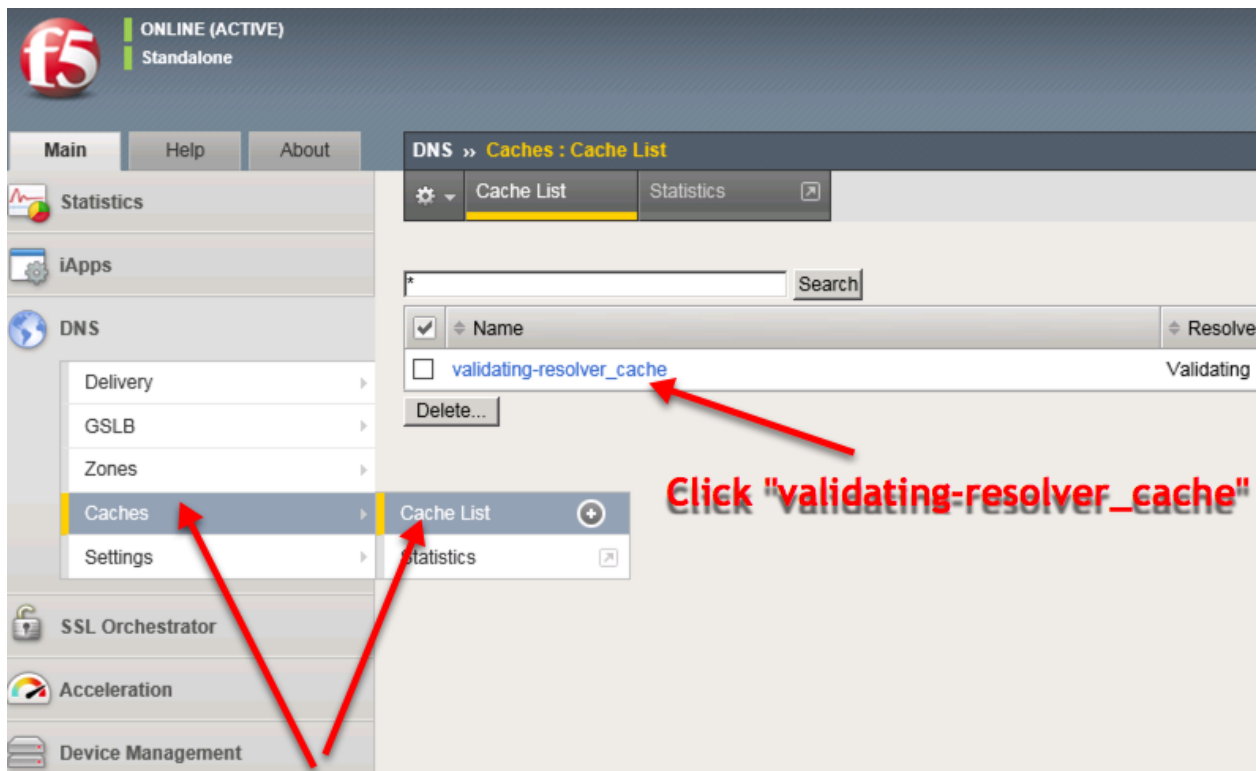 f5
ONLINE (ACTIVE)
Standalone
Main Help About
DNS » Caches : Cache List
Cache List Statistics
Statistics
iApps
* Search
DNS
Name Resolve
validating-resolver_cache Validating
Delete...
Delivery
GSLB
Zones
Caches
Settings
Cache List
Statistics
Click "validating-resolver_cache"
SSL Orchestrator
Acceleration
Device Management